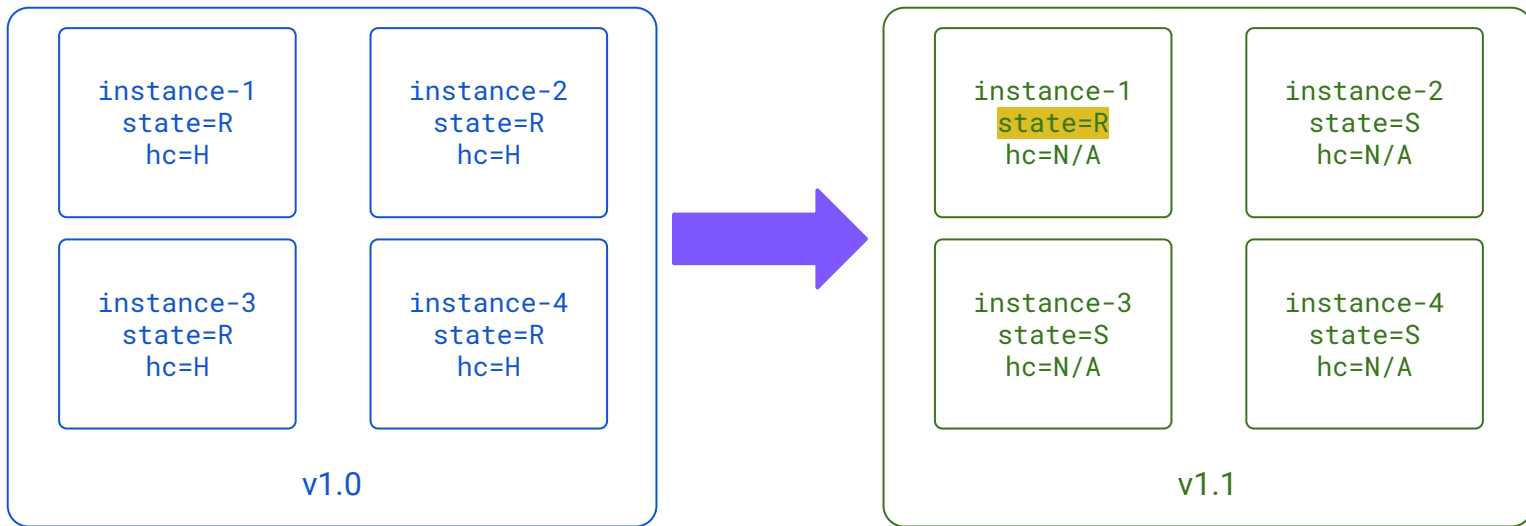 instance-1
state=R
hc=H
instance-2
state=R
hc=H
instance-3
state=R
hc=H
instance-4
state=R
hc=H
v1.0
instance-1
state=R
hc=N/A
instance-2
state=S
hc=N/A
instance-3
state=S
hc=N/A
instance-4
state=S
hc=N/A
v1.1